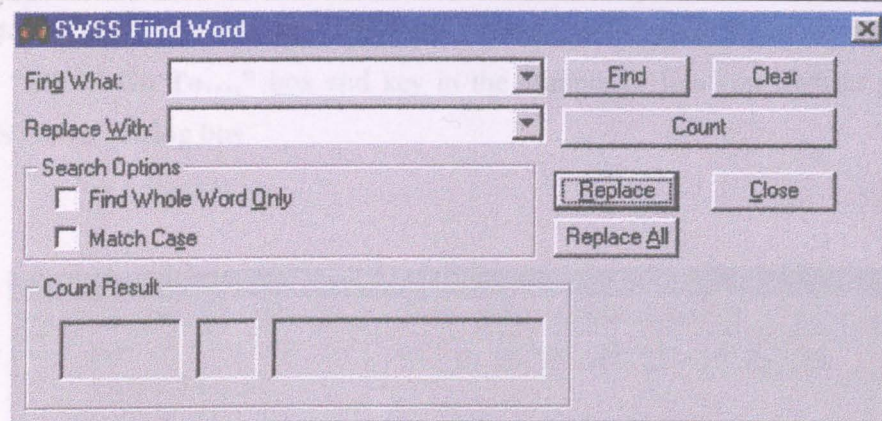 SWSS Fiind Word
Find What: Find Clear
Replace With: Count
Search Options
Find Whole Word Only Replace Close
Match Case Replace All
Count Result